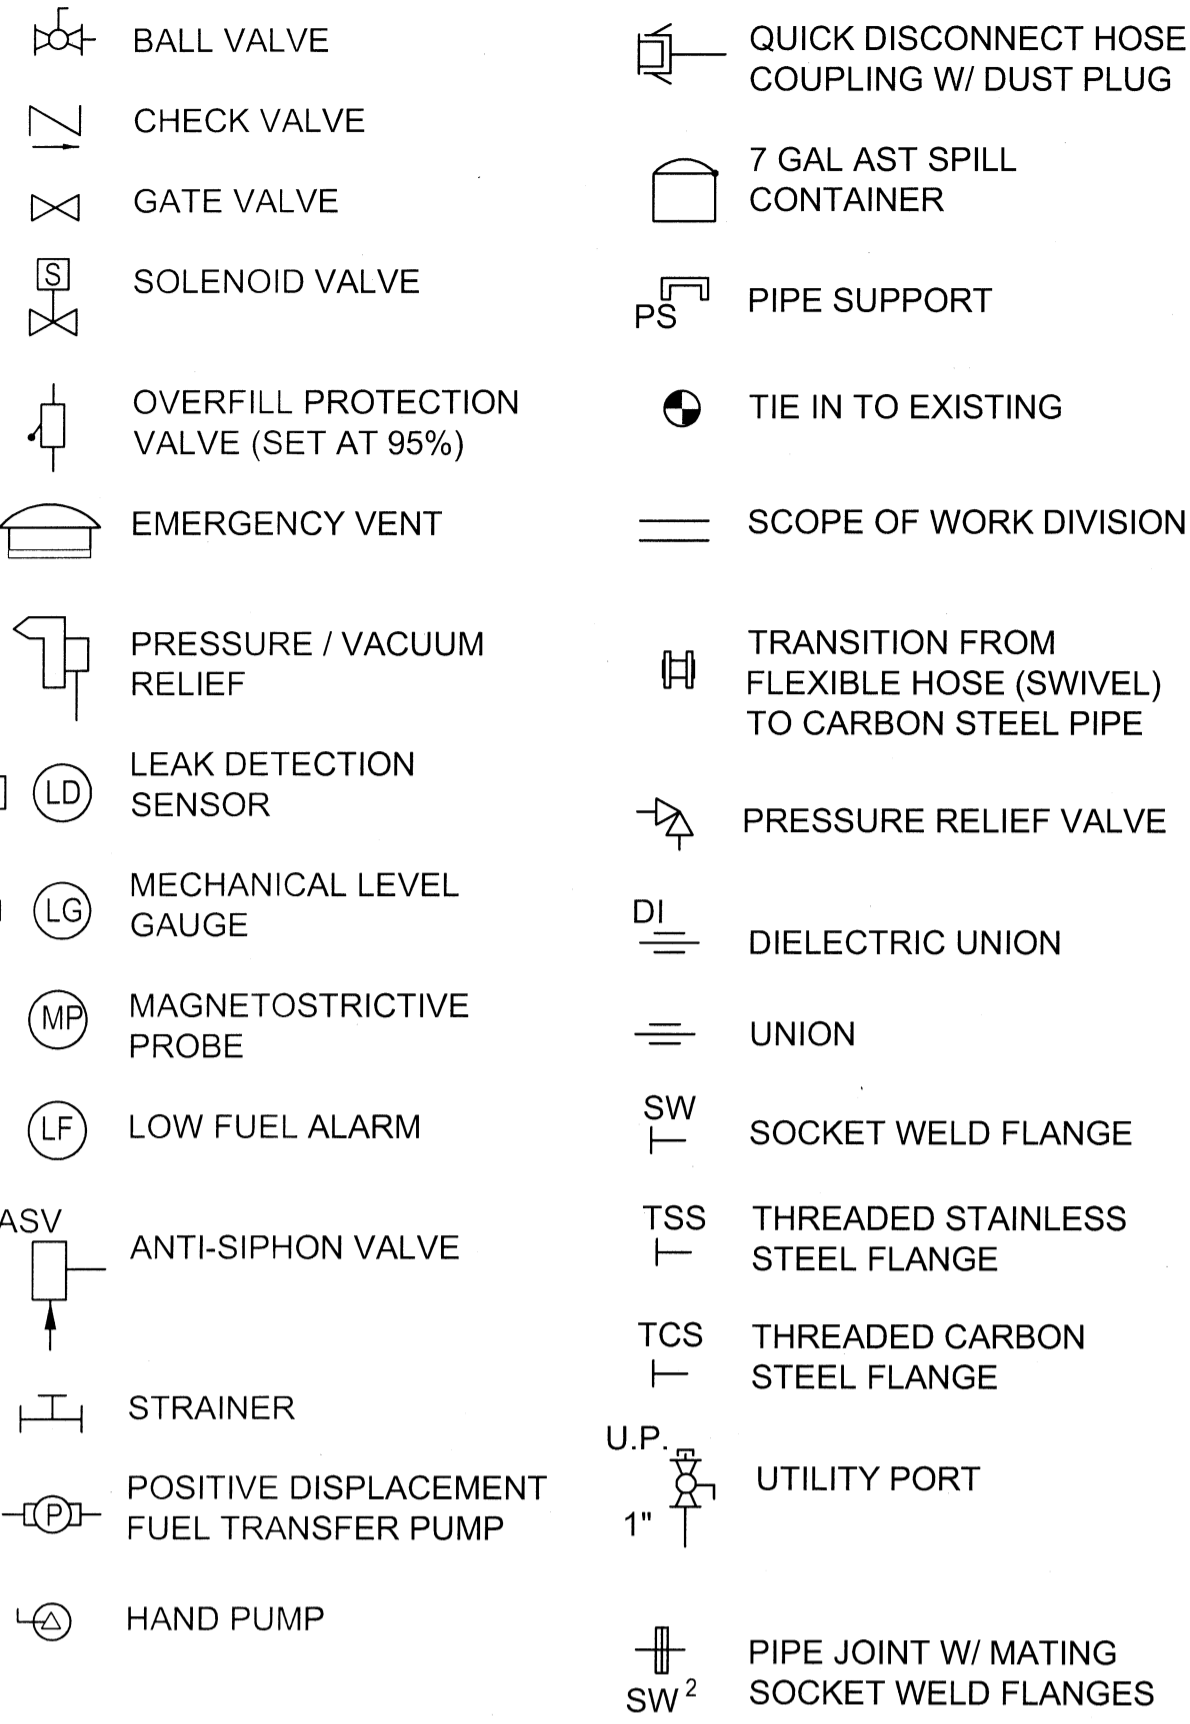 BALL VALVE
CHECK VALVE
GATE VALVE
S
SOLENOID VALVE
OVERFILL PROTECTION
VALVE (SET AT 95%)
EMERGENCY VENT
PRESSURE / VACUUM
RELIEF
LD
LEAK DETECTION
SENSOR
LG
MECHANICAL LEVEL
GAUGE
MP
MAGNETOSTRICTIVE
PROBE
LF
LOW FUEL ALARM
ASV
ANTI-SIPHON VALVE
STRAINER
P
POSITIVE DISPLACEMENT
FUEL TRANSFER PUMP
HAND PUMP
QUICK DISCONNECT HOSE
COUPLING W/ DUST PLUG
7 GAL AST SPILL
CONTAINER
PS
PIPE SUPPORT
TIE IN TO EXISTING
SCOPE OF WORK DIVISION
TRANSITION FROM
FLEXIBLE HOSE (SWIVEL)
TO CARBON STEEL PIPE
PRESSURE RELIEF VALVE
DI
DIELECTRIC UNION
UNION
SW
SOCKET WELD FLANGE
TSS
THREADED STAINLESS
STEEL FLANGE
TCS
THREADED CARBON
STEEL FLANGE
U.P.
1"
UTILITY PORT
SW²
PIPE JOINT W/ MATING
SOCKET WELD FLANGES